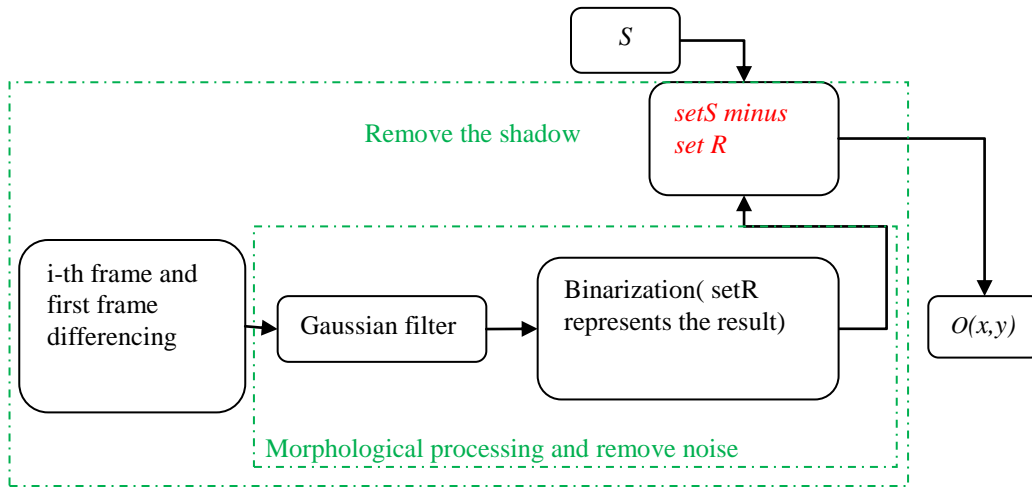 S
setS minus
set R
Remove the shadow
i-th frame and
first frame
differencing
Gaussian filter
Binarization( setR
represents the result)
O(x,y)
Morphological processing and remove noise